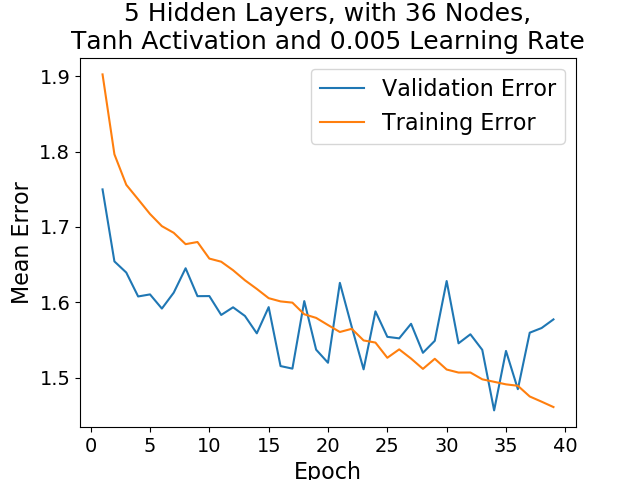 5 Hidden Layers, with 36 Nodes,
Tanh Activation and 0.005 Learning Rate
Validation Error
Training Error
Mean Error
1.9
1.8
1.7
1.6
1.5
0 5 10 15 20 25 30 35 40
Epoch